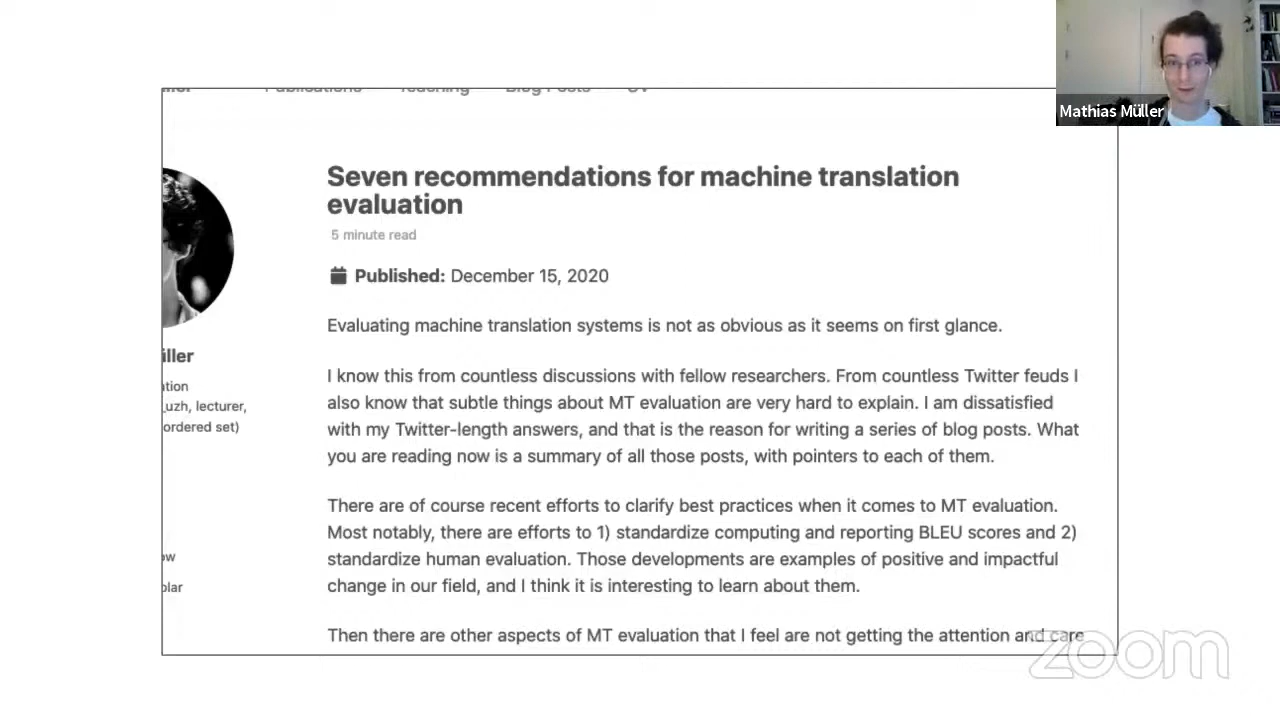 Mathias Müller
Publications Teaching Blog Posts CV
Seven recommendations for machine translation
evaluation
5 minute read
Published: December 15, 2020
Evaluating machine translation systems is not as obvious as it seems on first glance.
I know this from countless discussions with fellow researchers. From countless Twitter feuds I
also know that subtle things about MT evaluation are very hard to explain. I am dissatisfied
with my Twitter-length answers, and that is the reason for writing a series of blog posts. What
you are reading now is a summary of all those posts, with pointers to each of them.
There are of course recent efforts to clarify best practices when it comes to MT evaluation.
Most notably, there are efforts to 1) standardize computing and reporting BLEU scores and 2)
standardize human evaluation. Those developments are examples of positive and impactful
change in our field, and I think it is interesting to learn about them.
Then there are other aspects of MT evaluation that I feel are not getting the attention and care
iller
ation
_uzh, lecturer,
ordered set)
ow
olar
zoom